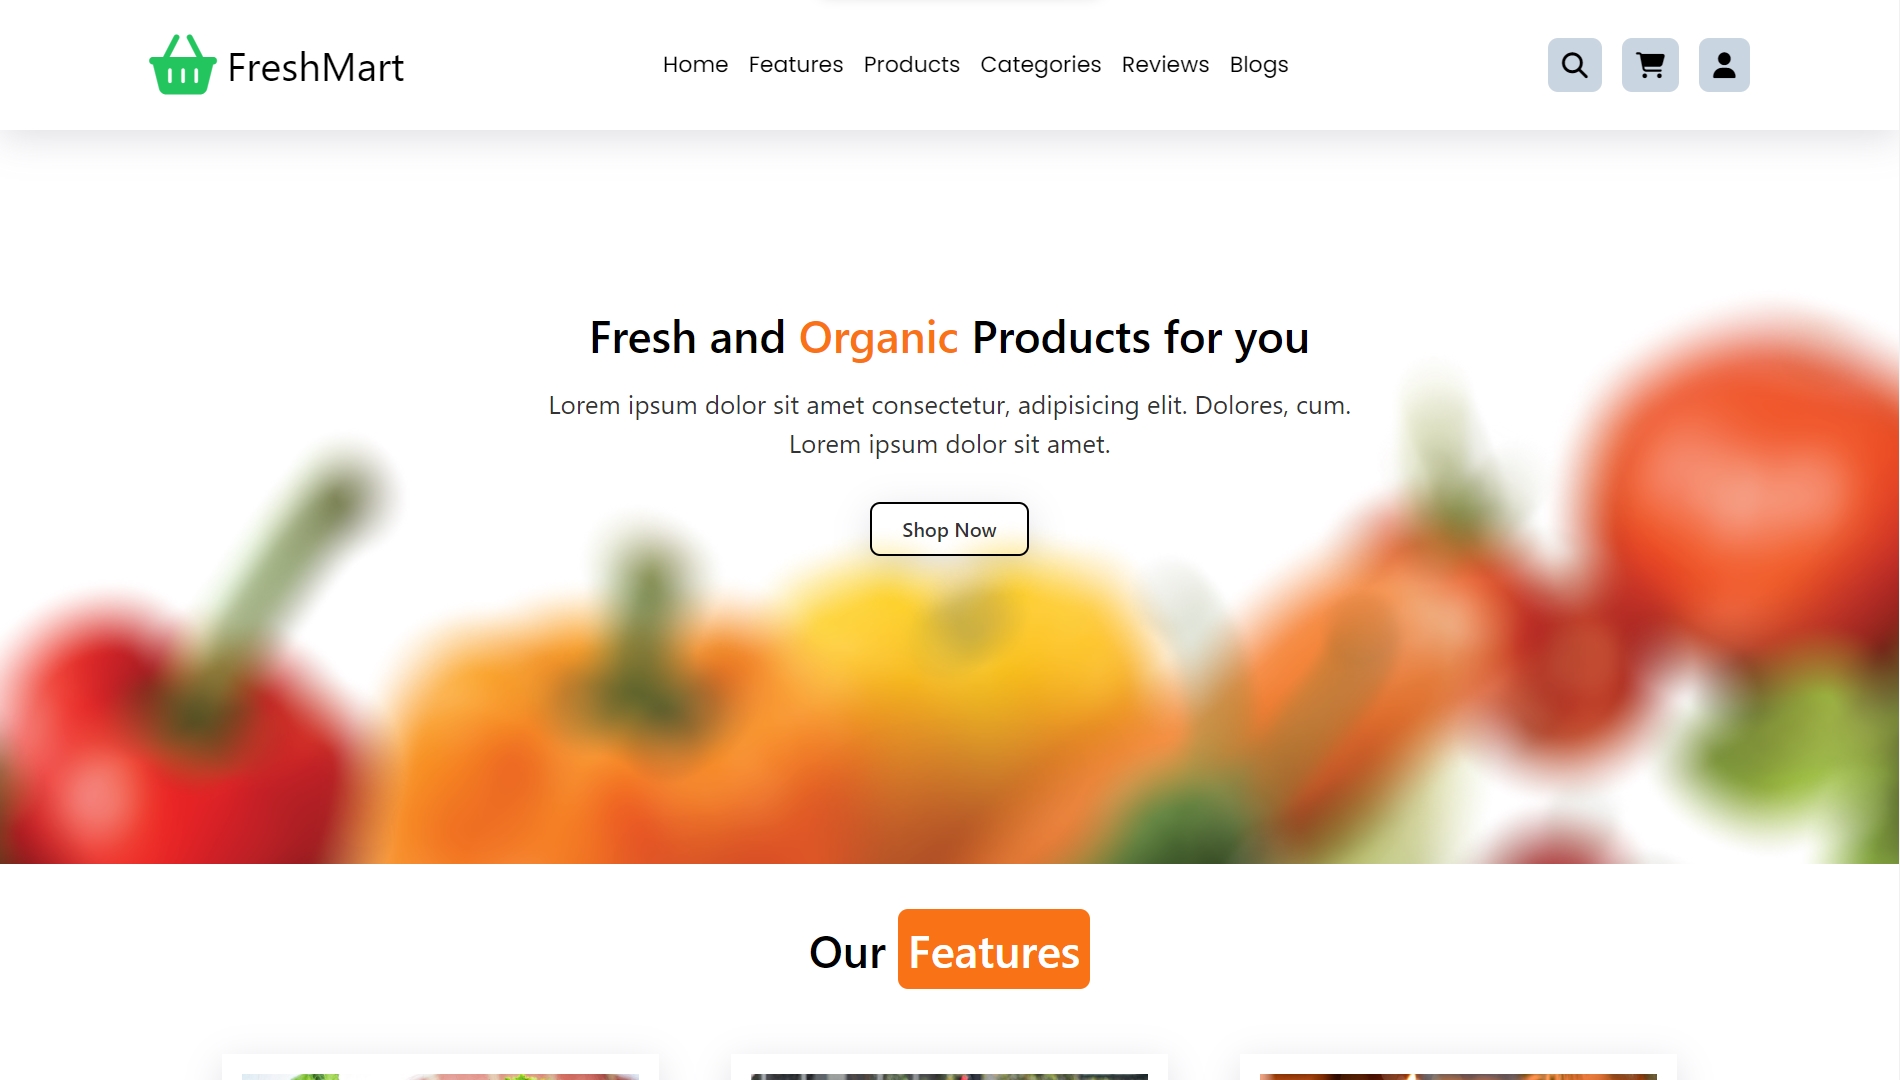 FreshMart
Home Features Products Categories Reviews Blogs
Fresh and Organic Products for you
Lorem ipsum dolor sit amet consectetur, adipisicing elit. Dolores, cum.
Lorem ipsum dolor sit amet.
Shop Now
Our Features